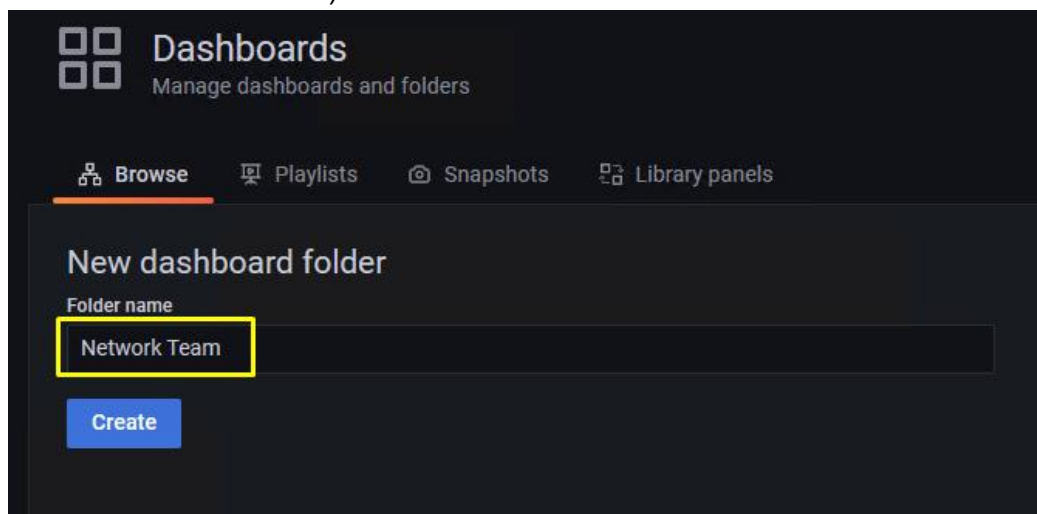 Dashboards
Manage dashboards and folders
Browse Playlists Snapshots Library panels
New dashboard folder
Folder name
Network Team
Create